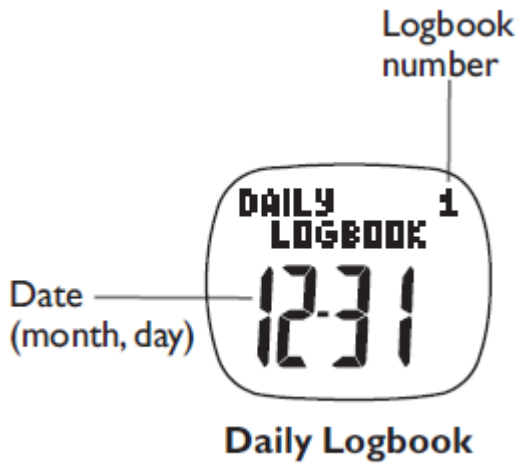 Logbook
number
DAILY 1
LOGBOOK
Date
(month, day)
12-31
Daily Logbook